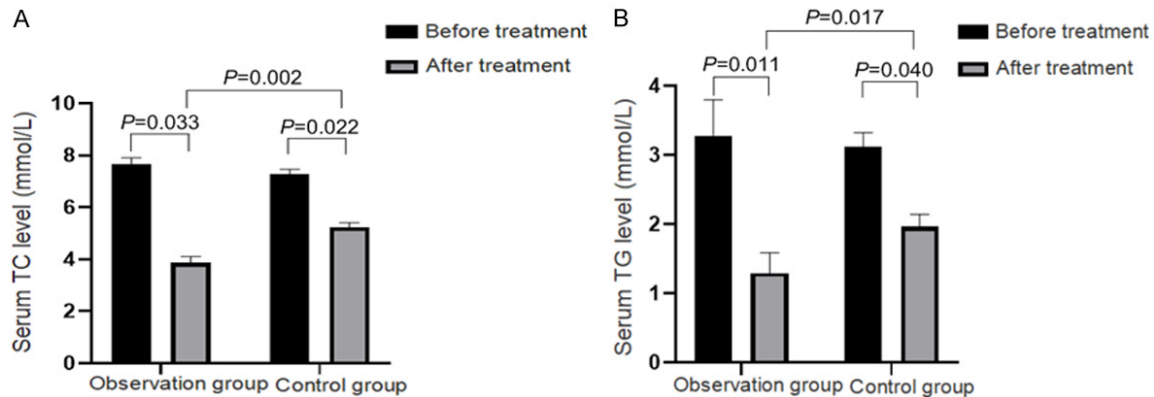 A
Before treatment
After treatment
P=0.002
P=0.033
P=0.022
Serum TC level (mmol/L)
10
8
6
4
2
0
Observation group
Control group
B
Before treatment
After treatment
P=0.017
P=0.011
P=0.040
Serum TG level (mmol/L)
4
3
2
1
0
Observation group
Control group